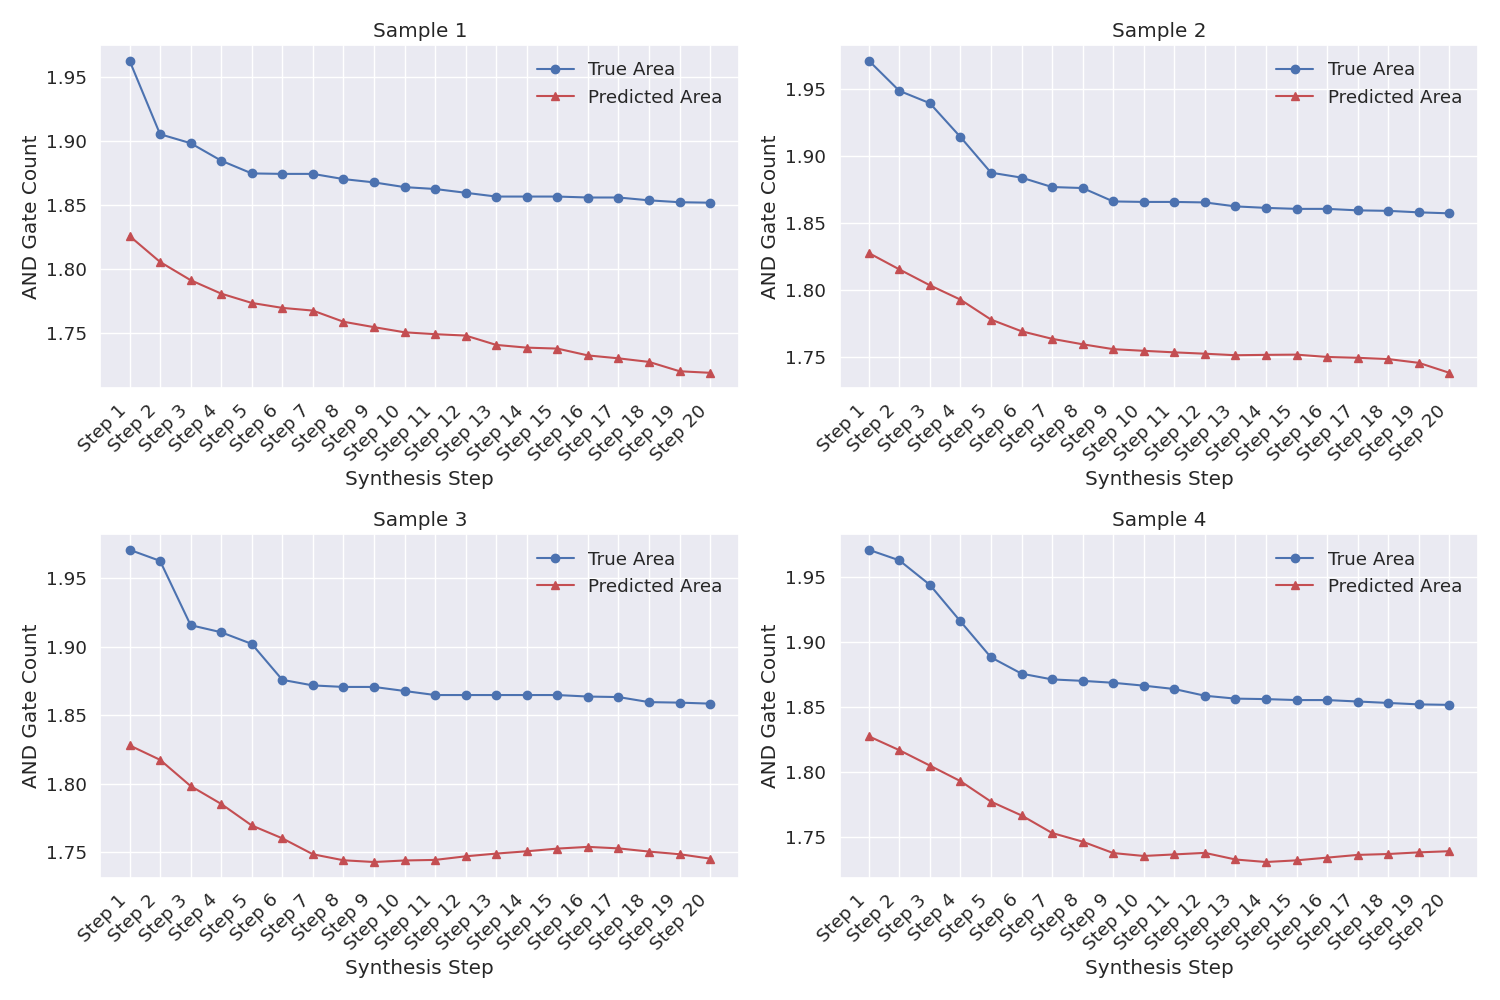 Sample 1
True Area
Predicted Area
AND Gate Count
1.95
1.90
1.85
1.80
1.75
Step 1
Step 2
Step 3
Step 4
Step 5
Step 6
Step 7
Step 8
Step 9
Step 10
Step 11
Step 12
Step 13
Step 14
Step 15
Step 16
Step 17
Step 18
Step 19
Step 20
Synthesis Step
Sample 2
True Area
Predicted Area
AND Gate Count
1.95
1.90
1.85
1.80
1.75
Step 1
Step 2
Step 3
Step 4
Step 5
Step 6
Step 7
Step 8
Step 9
Step 10
Step 11
Step 12
Step 13
Step 14
Step 15
Step 16
Step 17
Step 18
Step 19
Step 20
Synthesis Step
Sample 3
True Area
Predicted Area
AND Gate Count
1.95
1.90
1.85
1.80
1.75
Step 1
Step 2
Step 3
Step 4
Step 5
Step 6
Step 7
Step 8
Step 9
Step 10
Step 11
Step 12
Step 13
Step 14
Step 15
Step 16
Step 17
Step 18
Step 19
Step 20
Synthesis Step
Sample 4
True Area
Predicted Area
AND Gate Count
1.95
1.90
1.85
1.80
1.75
Step 1
Step 2
Step 3
Step 4
Step 5
Step 6
Step 7
Step 8
Step 9
Step 10
Step 11
Step 12
Step 13
Step 14
Step 15
Step 16
Step 17
Step 18
Step 19
Step 20
Synthesis Step